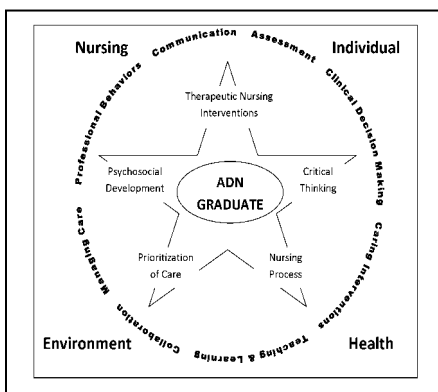 Nursing
Individual
Communication
Assessment
Clinical Decision Making
Caring Interventions
Teaching & Learning
Collaboration
Managing Care
Professional Behaviors
Therapeutic Nursing
Interventions
Psychosocial
Development
ADN
GRADUATE
Critical
Thinking
Prioritization
of Care
Nursing
Process
Environment
Health